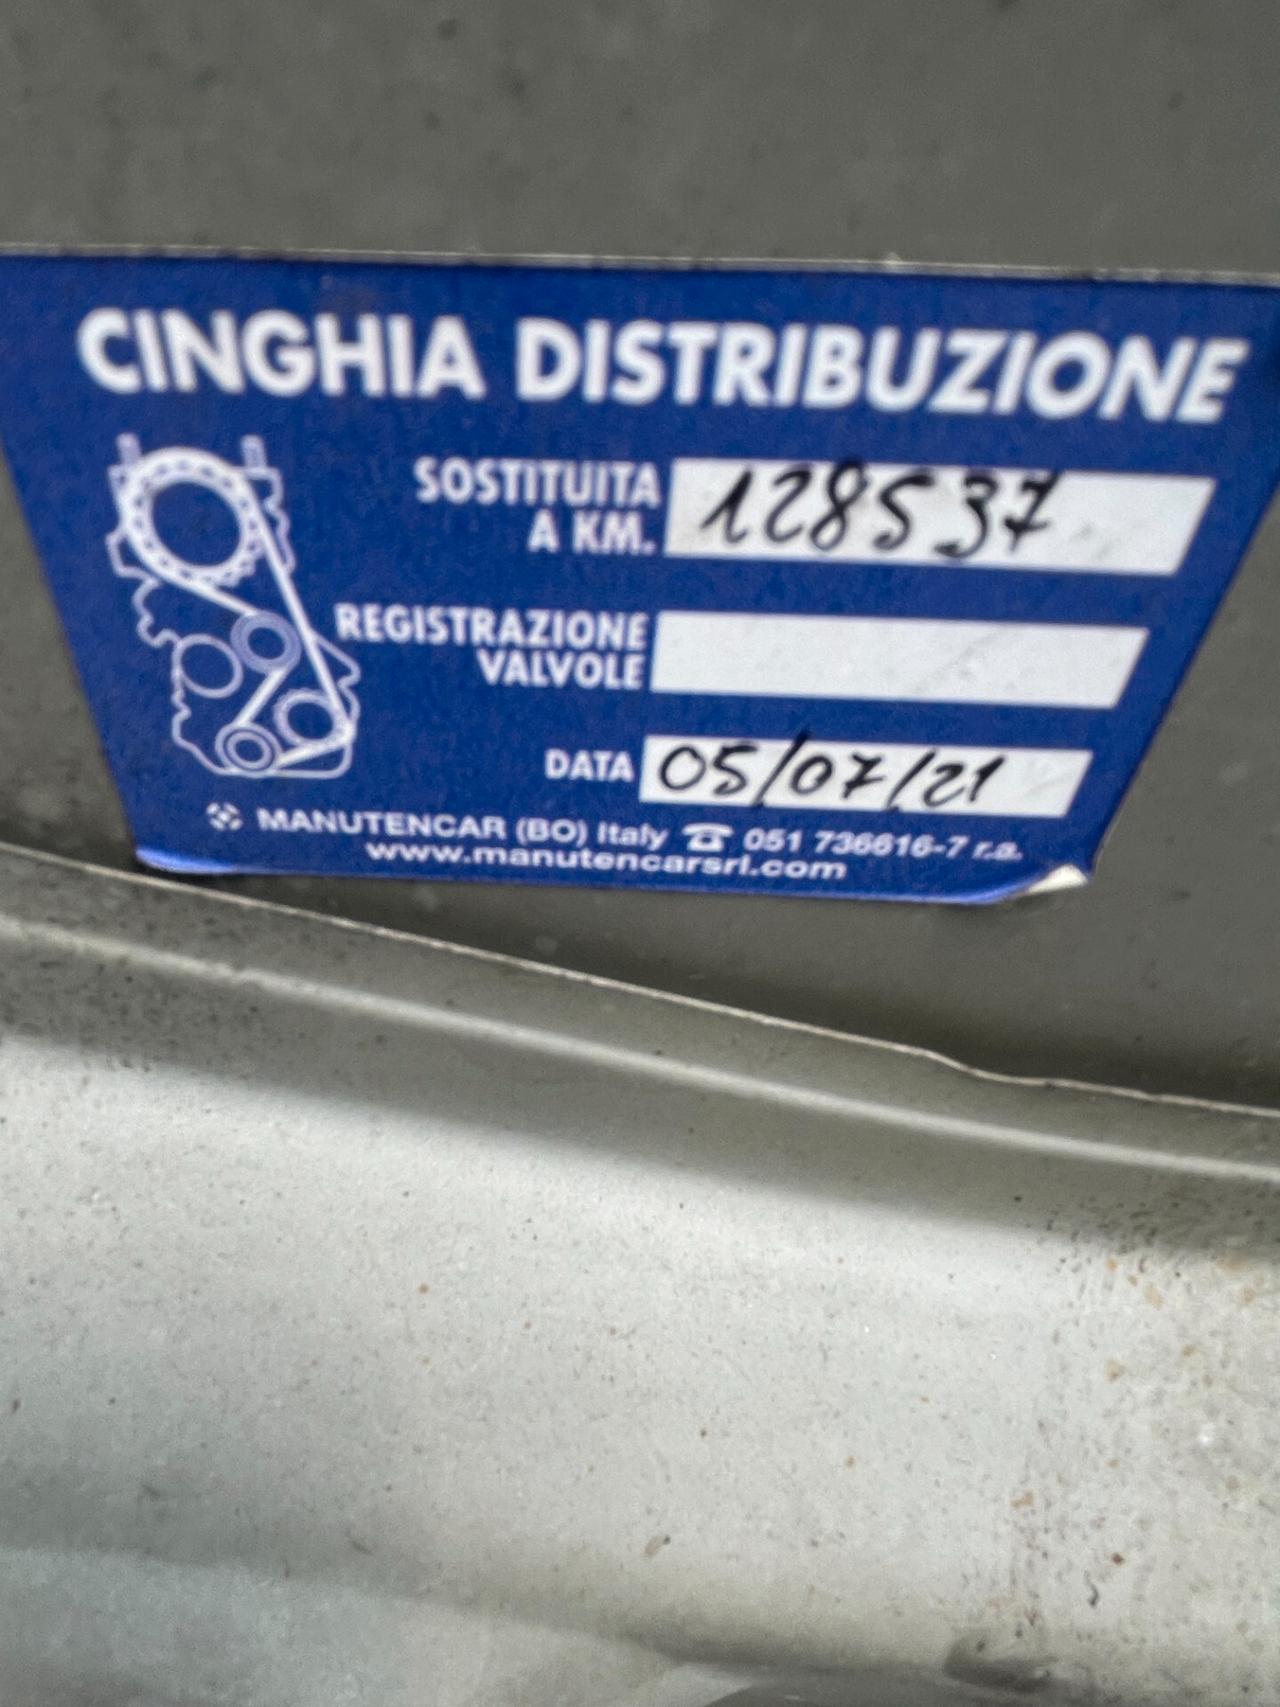 CINGHIA DISTRIBUZIONE
SOSTITUITA
A KM. 128537
REGISTRAZIONE
VALVOLE
DATA 05/07/21
MANUTENCAR (BO) Italy ☎ 051 736616-7 r.a.
www.manutencarsrl.com